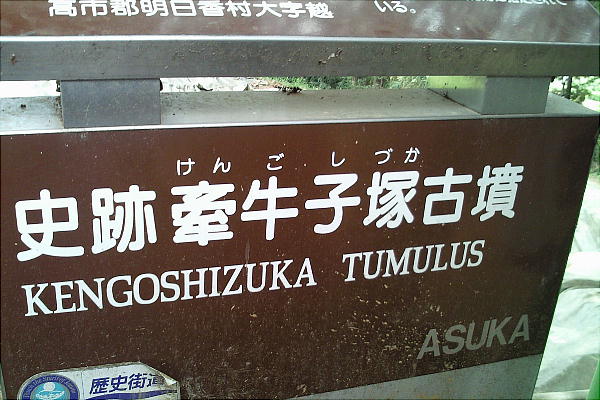 高市郡明日香村大字越
いる。
けんごしづか
史跡 牽牛子塚古墳
KENGOSHIZUKA TUMULUS
ASUKA
歴史街道